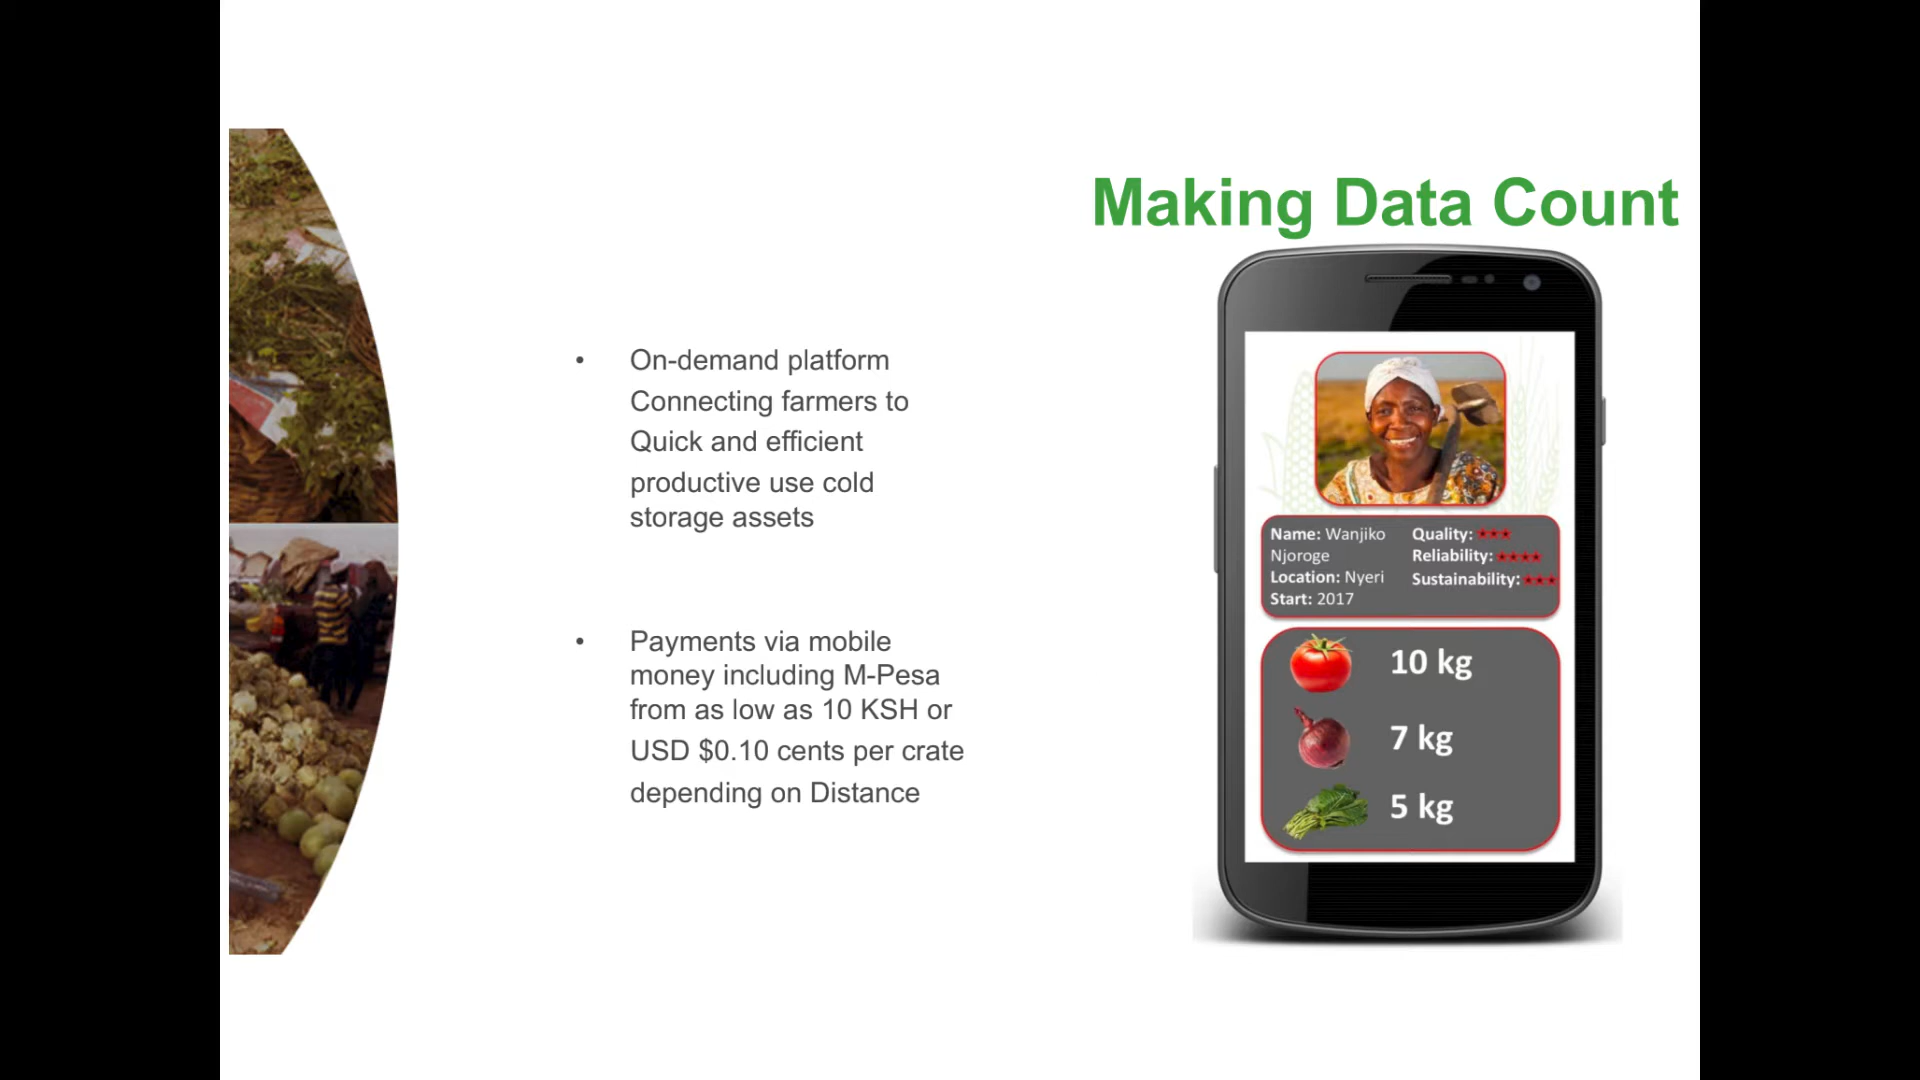 Making Data Count
• On-demand platform
Connecting farmers to
Quick and efficient
productive use cold
storage assets
• Payments via mobile
money including M-Pesa
from as low as 10 KSH or
USD $0.10 cents per crate
depending on Distance
Name: Wanjiko
Njoroge
Location: Nyeri
Start: 2017
Quality: ★★★
Reliability: ★★★★
Sustainability: ★★★
10 kg
7 kg
5 kg